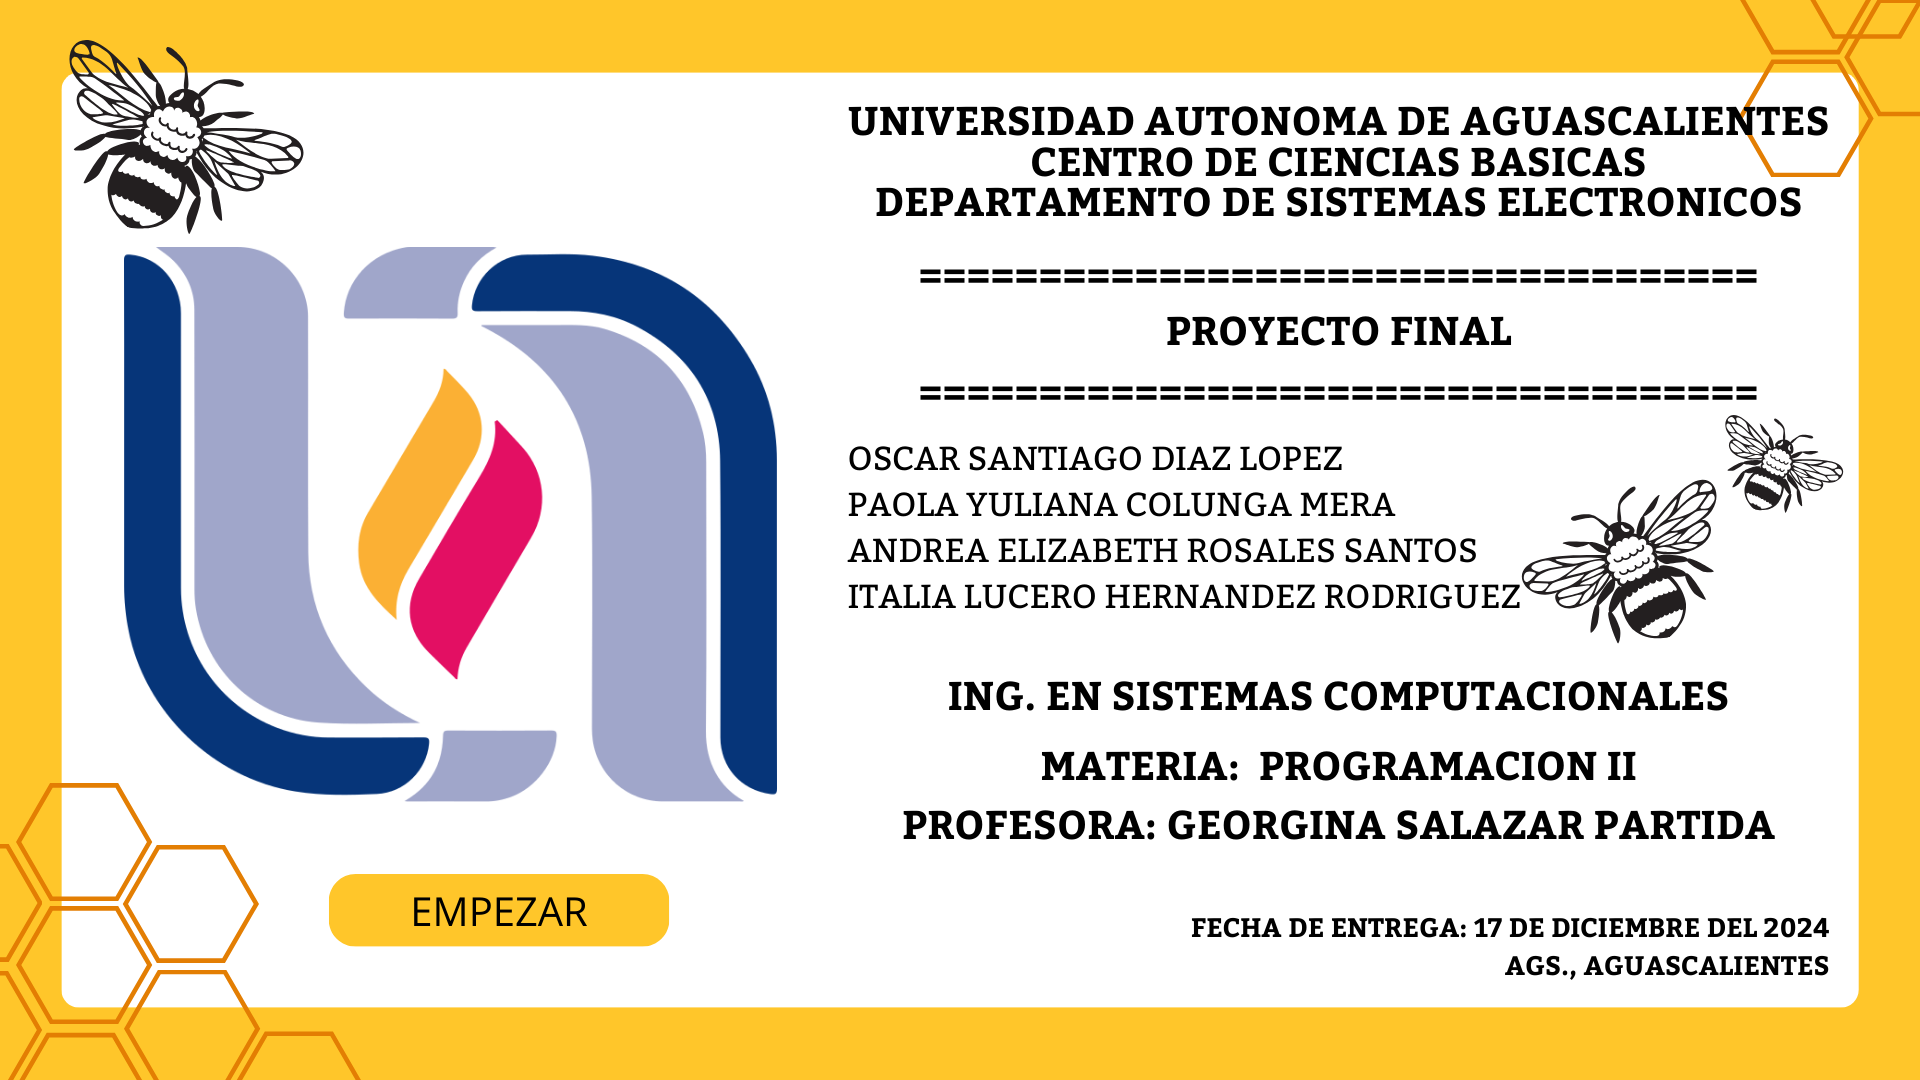 UNIVERSIDAD AUTONOMA DE AGUASCALIENTES
CENTRO DE CIENCIAS BASICAS
DEPARTAMENTO DE SISTEMAS ELECTRONICOS
===================================
PROYECTO FINAL
===================================
OSCAR SANTIAGO DIAZ LOPEZ
PAOLA YULIANA COLUNGA MERA
ANDREA ELIZABETH ROSALES SANTOS
ITALIA LUCERO HERNANDEZ RODRIGUEZ
ING. EN SISTEMAS COMPUTACIONALES
MATERIA:  PROGRAMACION II
PROFESORA: GEORGINA SALAZAR PARTIDA
EMPEZAR
FECHA DE ENTREGA: 17 DE DICIEMBRE DEL 2024
AGS., AGUASCALIENTES